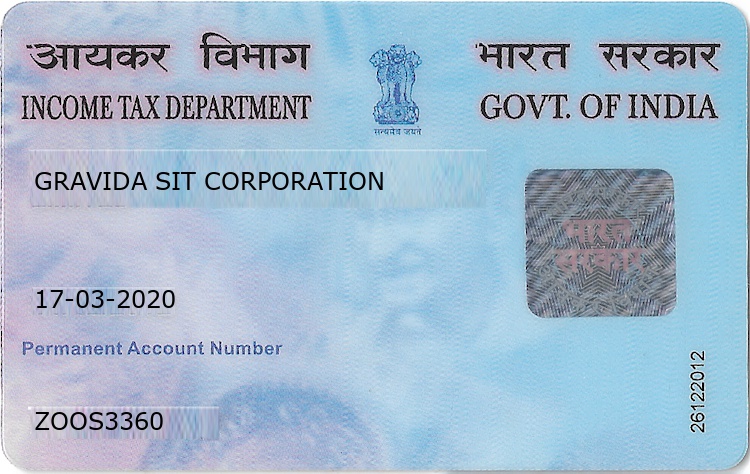 आयकर विभाग
भारत सरकार
INCOME TAX DEPARTMENT
GOVT. OF INDIA
सत्यमेव जयते
GRAVIDA SIT CORPORATION
भारत
सरकार
17-03-2020
Permanent Account Number
ZOOS3360
26122012